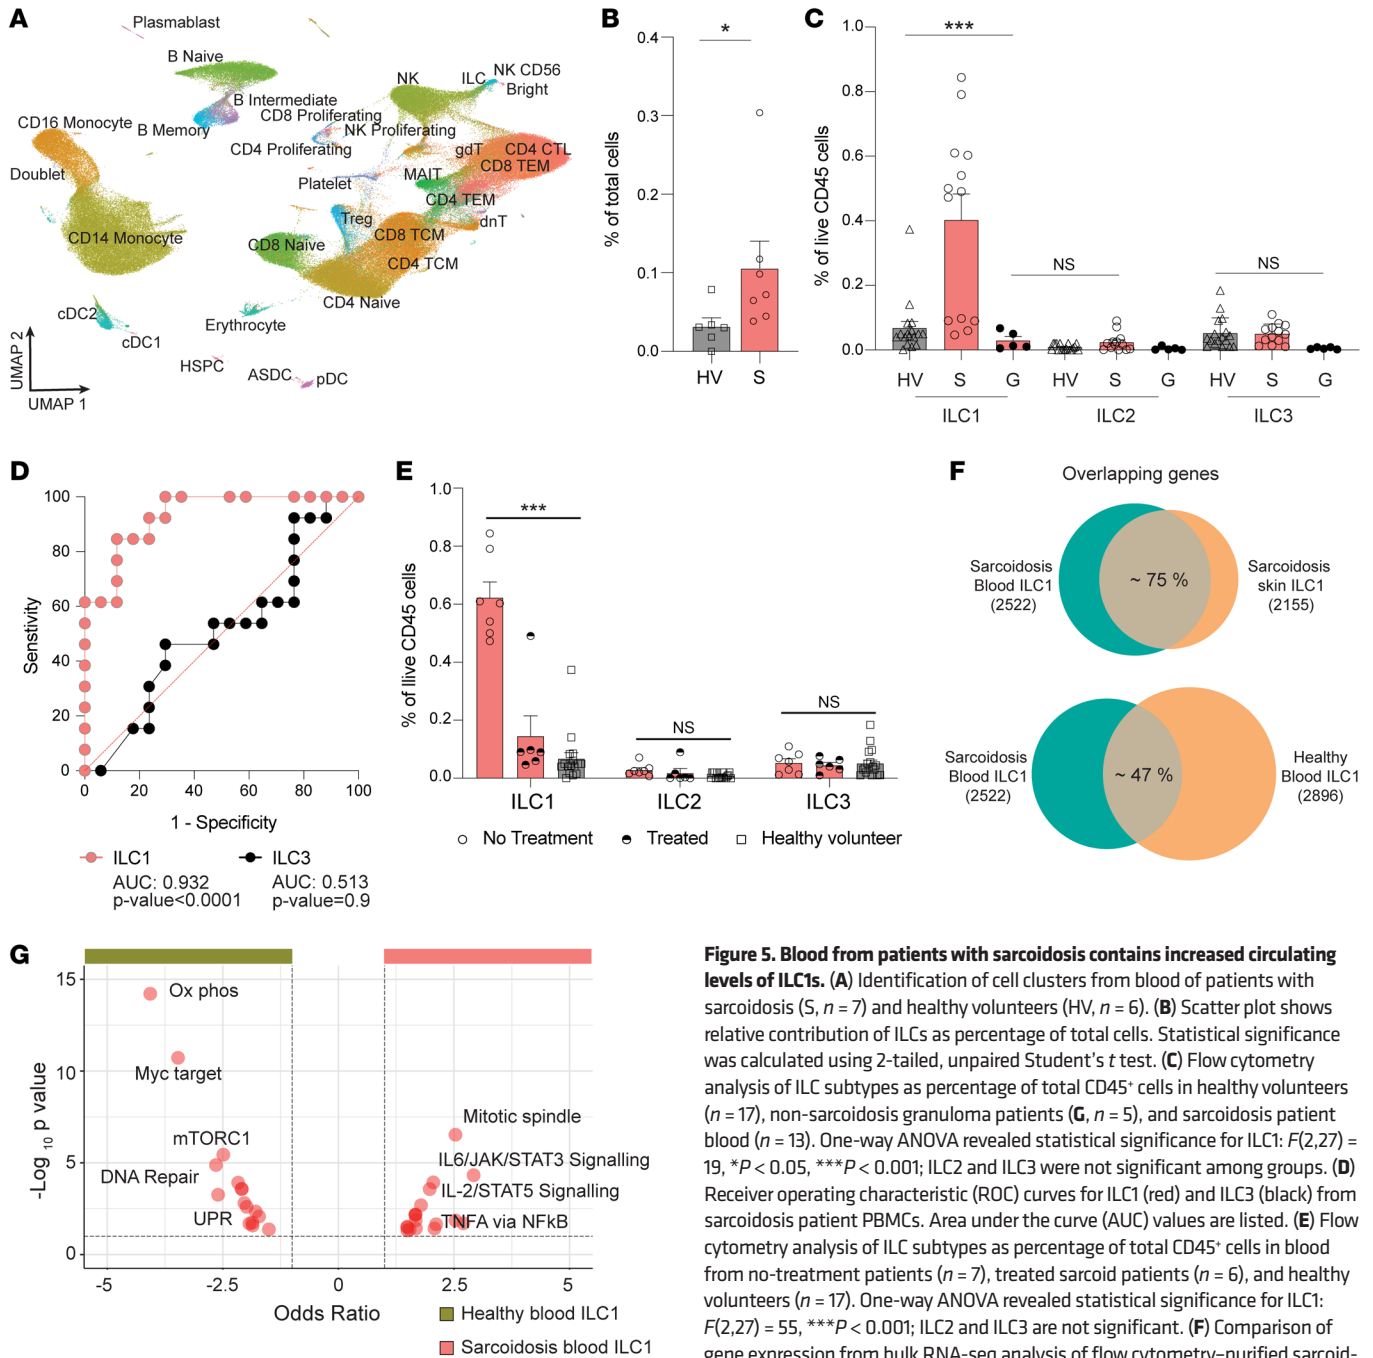 A
Plasmablast
B Naive
NK
ILC
NK CD56
Bright
B Intermediate
CD8 Proliferating
CD16 Monocyte
B Memory
NK Proliferating
CD4 Proliferating
gdT
CD4 CTL
CD8 TEM
Doublet
Platelet
MAIT
CD4 TEM
Treg
dnT
CD14 Monocyte
CD8 Naive
CD8 TCM
CD4 TCM
CD4 Naive
cDC2
cDC1
Erythrocyte
HSPC
ASDC
pDC
UMAP 2
UMAP 1
B
% of total cells
0.4
0.3
0.2
0.1
0.0
*
HV
S
C
% of live CD45 cells
1.0
0.8
0.6
0.4
0.2
0.0
***
NS
NS
HV S G HV S G HV S G
ILC1 ILC2 ILC3
D
Senstivity
100
80
60
40
20
0
0 20 40 60 80 100
1 - Specificity
ILC1
AUC: 0.932
p-value<0.0001
ILC3
AUC: 0.513
p-value=0.9
E
% of live CD45 cells
1.0
0.8
0.6
0.4
0.2
0.0
***
NS
NS
ILC1 ILC2 ILC3
No Treatment Treated Healthy volunteer
F
Overlapping genes
Sarcoidosis
Blood ILC1
(2522)
~ 75 %
Sarcoidosis
skin ILC1
(2155)
Sarcoidosis
Blood ILC1
(2522)
~ 47 %
Healthy
Blood ILC1
(2896)
G
-Log 10 p value
15
10
5
0
Ox phos
Myc target
mTORC1
DNA Repair
UPR
Mitotic spindle
IL6/JAK/STAT3 Signalling
IL-2/STAT5 Signalling
TNFA via NFkB
-5 -2.5 0 2.5 5
Odds Ratio
Healthy blood ILC1
Sarcoidosis blood ILC1
Figure 5. Blood from patients with sarcoidosis contains increased circulating
levels of ILC1s. (A) Identification of cell clusters from blood of patients with
sarcoidosis (S, n = 7) and healthy volunteers (HV, n = 6). (B) Scatter plot shows
relative contribution of ILCs as percentage of total cells. Statistical significance
was calculated using 2-tailed, unpaired Student's t test. (C) Flow cytometry
analysis of ILC subtypes as percentage of total CD45⁺ cells in healthy volunteers
(n = 17), non-sarcoidosis granuloma patients (G, n = 5), and sarcoidosis patient
blood (n = 13). One-way ANOVA revealed statistical significance for ILC1: F(2,27) =
19, *P < 0.05, ***P < 0.001; ILC2 and ILC3 were not significant among groups. (D)
Receiver operating characteristic (ROC) curves for ILC1 (red) and ILC3 (black) from
sarcoidosis patient PBMCs. Area under the curve (AUC) values are listed. (E) Flow
cytometry analysis of ILC subtypes as percentage of total CD45⁺ cells in blood
from no-treatment patients (n = 7), treated sarcoid patients (n = 6), and healthy
volunteers (n = 17). One-way ANOVA revealed statistical significance for ILC1:
F(2,27) = 55, ***P < 0.001; ILC2 and ILC3 are not significant. (F) Comparison of
gene expression from bulk RNA-seq analysis of flow cytometry–purified sarcoid-